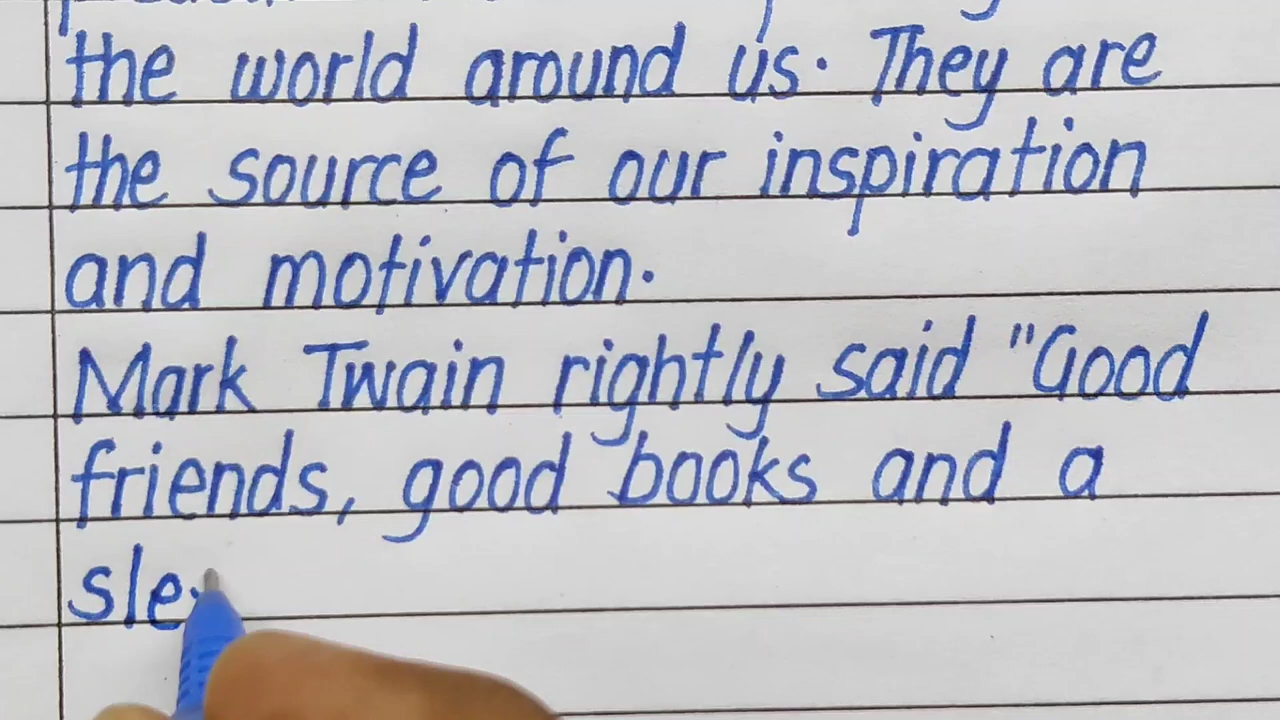 the world around us. They are
the source of our inspiration
and motivation.
Mark Twain rightly said "Good
friends, good books and a
sle